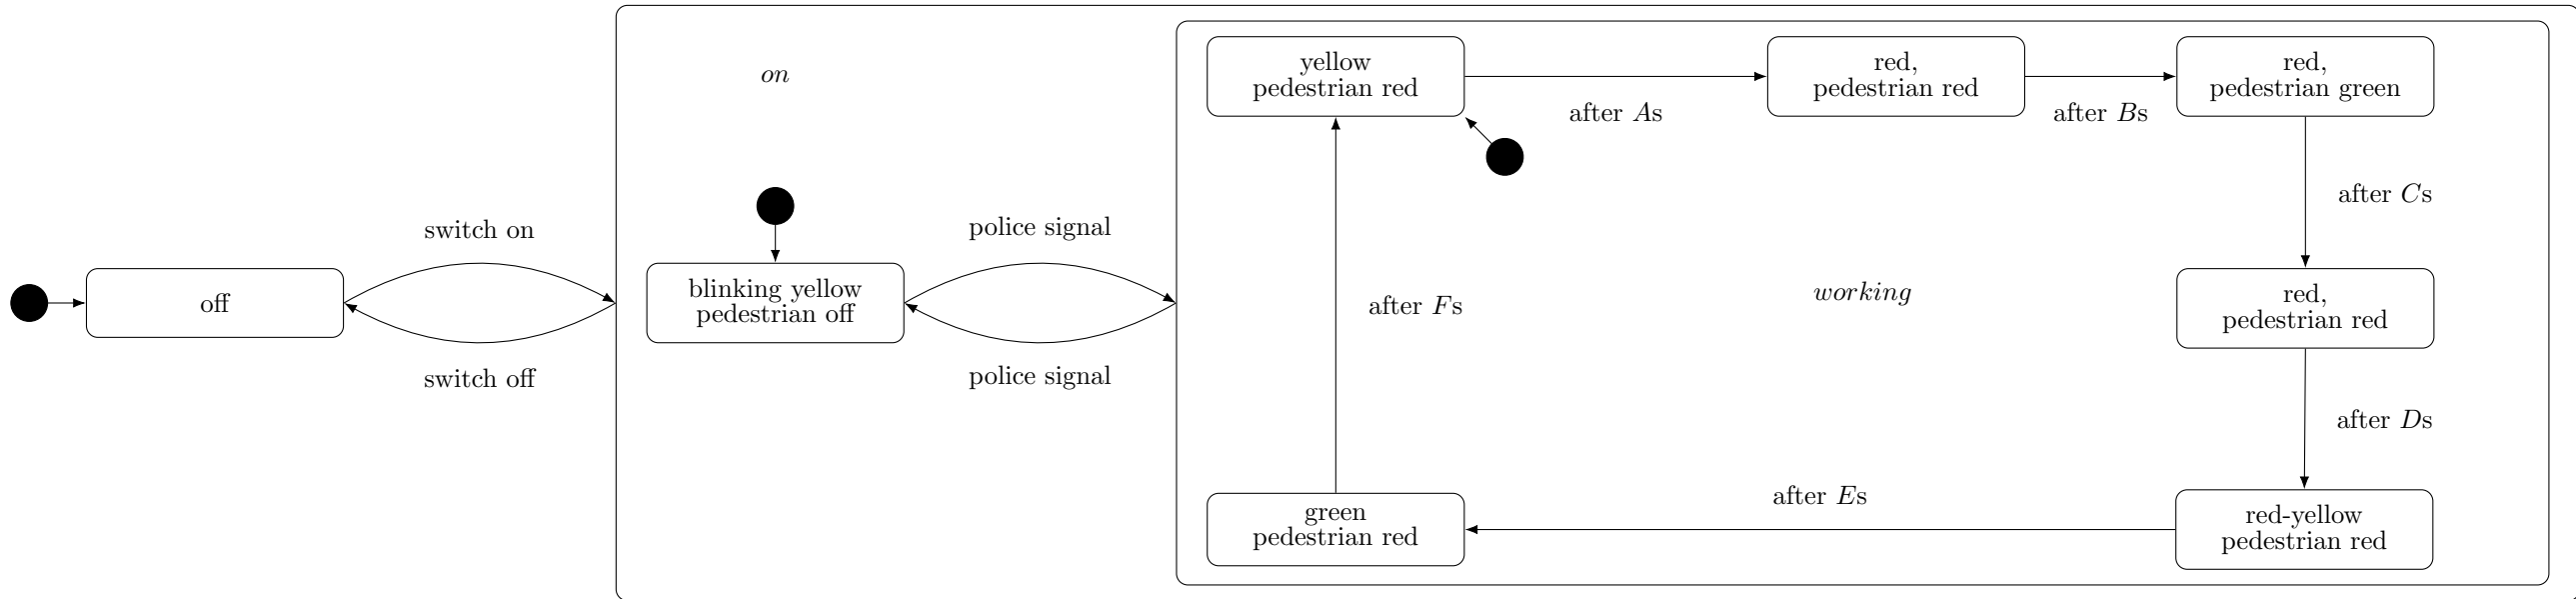 on
yellow
pedestrian red
after As
red,
pedestrian red
after Bs
red,
pedestrian green
after Cs
off
switch on
switch off
blinking yellow
pedestrian off
police signal
police signal
after Fs
working
red,
pedestrian red
after Ds
green
pedestrian red
after Es
red-yellow
pedestrian red